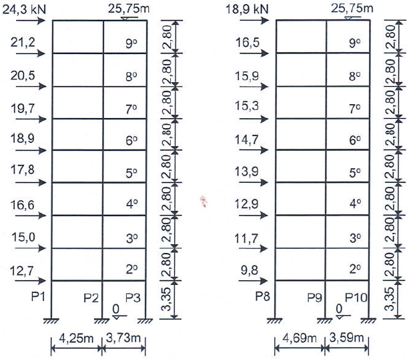 24,3 kN 25,75m 18,9 kN 25,75m
21,2 9º 2,80 16,5 9º 2,80
20,5 8º 2,80 15,9 8º 2,80
19,7 7º 2,80 15,3 7º 2,80
18,9 6º 2,80 14,7 6º 2,80
17,8 5º 2,80 13,9 5º 2,80
16,6 4º 2,80 12,9 4º 2,80
15,0 3º 2,80 11,7 3º 2,80
12,7 2º 2,80 9,8 2º 2,80
P1 P2 P3 3,35 P8 P9 P10 3,35
0 0
4,25m 3,73m 4,69m 3,59m